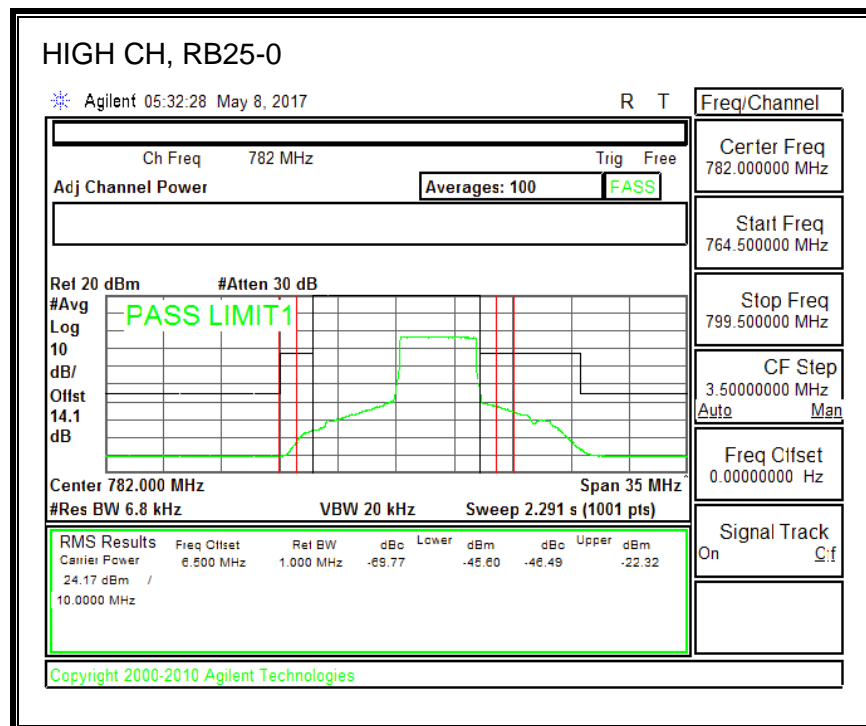 HIGH CH, RB25-0
Agilent 05:32:28 May 8, 2017 R T
Freq/Channel
Ch Freq 782 MHz Trig Free
Adj Channel Power Averages: 100 PASS
Center Freq
782.000000 MHz
Start Freq
764.500000 MHz
Stop Freq
799.500000 MHz
CF Step
3.50000000 MHz
Auto Man
Freq Offset
0.00000000 Hz
Signal Track
On Off
Ref 20 dBm #Atten 30 dB
#Avg
Log
10
dB/
Offst
14.1
dB
PASS LIMIT1
Center 782.000 MHz Span 35 MHz
#Res BW 6.8 kHz VBW 20 kHz Sweep 2.291 s (1001 pts)
RMS Results Freq Offset Ref BW dBc Lower dBm dBc Upper dBm
Carrier Power 6.500 MHz 1.000 MHz -69.77 -45.60 -46.49 -22.32
24.17 dBm /
10.0000 MHz
Copyright 2000-2010 Agilent Technologies